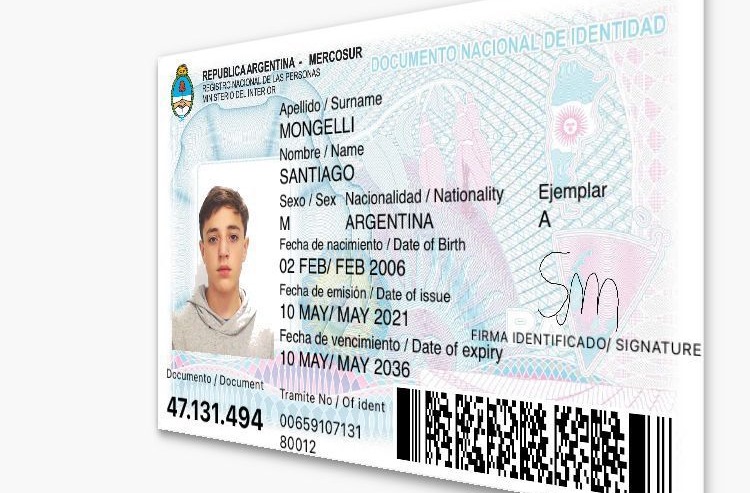 REPUBLICA ARGENTINA - MERCOSUR
REGISTRO NACIONAL DE LAS PERSONAS
MINISTERIO DEL INTERIOR
DOCUMENTO NACIONAL DE IDENTIDAD
Apellido / Surname
MONGELLI
Nombre / Name
SANTIAGO
Sexo / Sex Nacionalidad / Nationality Ejemplar
M ARGENTINA A
Fecha de nacimiento / Date of Birth
02 FEB/ FEB 2006
Fecha de emisión / Date of issue
10 MAY/ MAY 2021
Fecha de vencimiento / Date of expiry
10 MAY/ MAY 2036
Sm
FIRMA IDENTIFICADO/ SIGNATURE
Documento / Document
47.131.494
Tramite No / Of ident
00659107131
80012